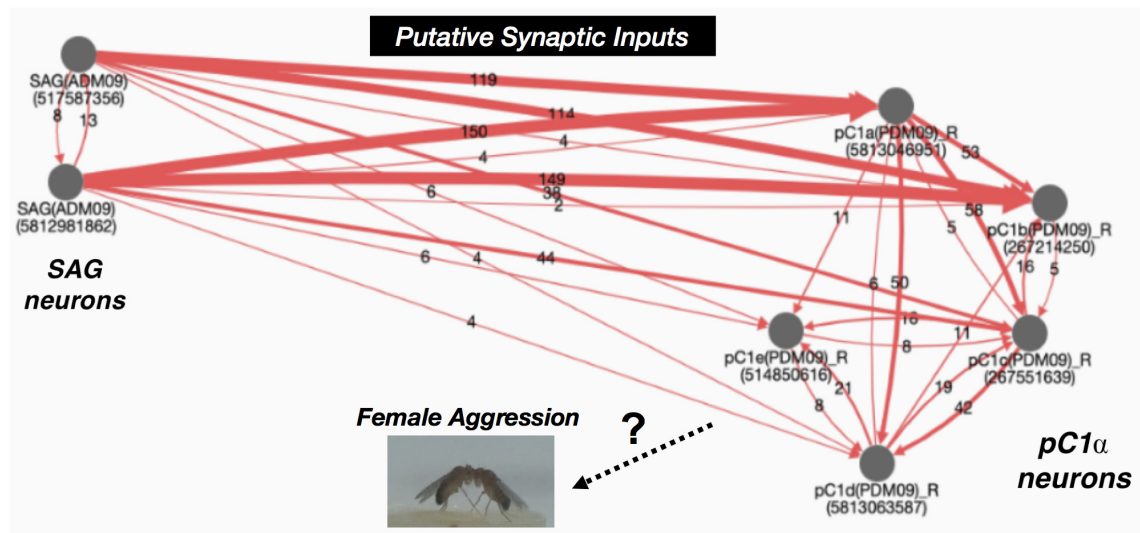 Putative Synaptic Inputs
SAG(ADM09)
(517587356)
8
13
119
114
150
4
4
pC1a(PDM09)_R
(5813046951)
53
SAG(ADM09)
(5812981862)
149
38
2
6
11
58
5
pC1b(PDM09)_R
(267214250)
16
5
SAG
neurons
6
4
44
6
50
16
8
11
pC1e(PDM09)_R
(514850616)
pC1c(PDM09)_R
(267551639)
4
21
8
19
42
Female Aggression
?
pC1α
neurons
pC1d(PDM09)_R
(5813063587)